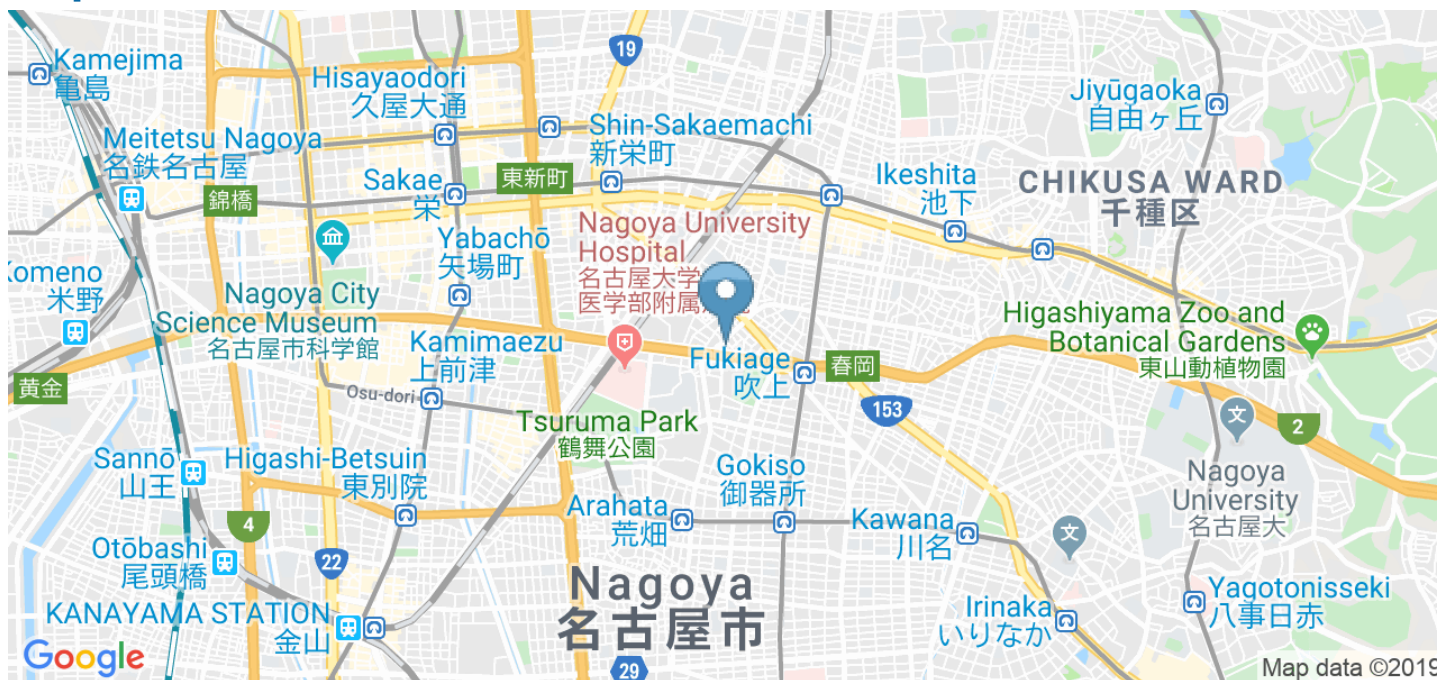 Kamejima
亀島
Hisayaodori
久屋大通
19
Shin-Sakaemachi
新栄町
Jiyūgaoka
自由ヶ丘
Meitetsu Nagoya
名鉄名古屋
錦橋
Sakae
栄
東新町
Ikeshita
池下
CHIKUSA WARD
千種区
Yabachō
矢場町
Nagoya University
Hospital
名古屋大学
医学部附属
Komeno
米野
Nagoya City
Science Museum
名古屋市科学館
Kamimaezu
上前津
Fukiage
吹上
春岡
Higashiyama Zoo and
Botanical Gardens
東山動植物園
黄金
Osu-dori
153
2
Tsuruma Park
鶴舞公園
Sannō
山王
Higashi-Betsuin
東別院
Gokiso
御器所
文
Nagoya
University
名古屋大
4
Arahata
荒畑
Kawana
川名
文
Otōbashi
尾頭橋
22
Nagoya
名古屋市
KANAYAMA STATION
金山
Irinaka
いりなか
Yagotonisseki
八事日赤
29
Google
Map data ©2019